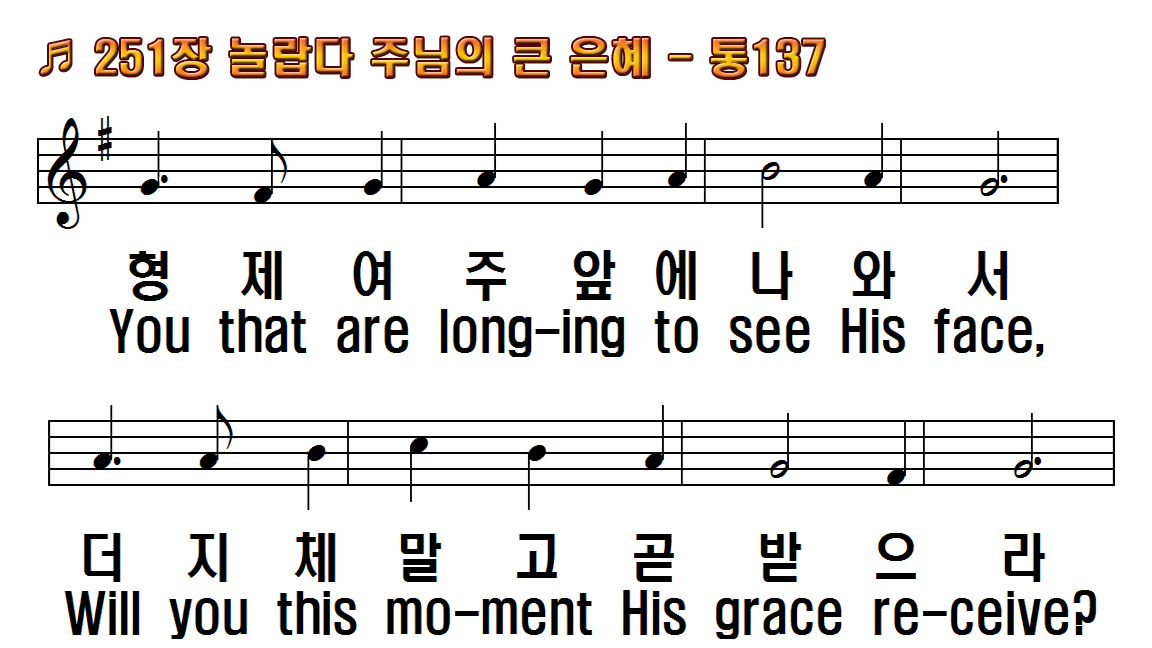 ♬ 251장 놀랍다 주님의 큰 은혜 - 통137
형 제 여 주 앞 에 나 와 서
You that are long-ing to see His face,
더 지 체 말 고 곧 받 으 라
Will you this mo-ment His grace re-ceive?